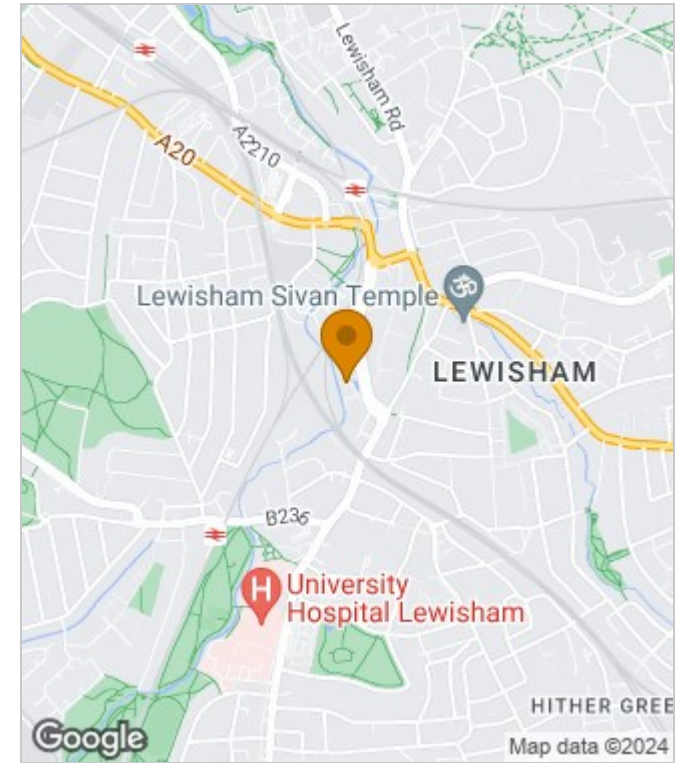 Lewisham Rd
A2210
A20
Lewisham Sivan Temple
LEWISHAM
B236
H
University
Hospital Lewisham
HITHER GREE
Google
Map data ©2024